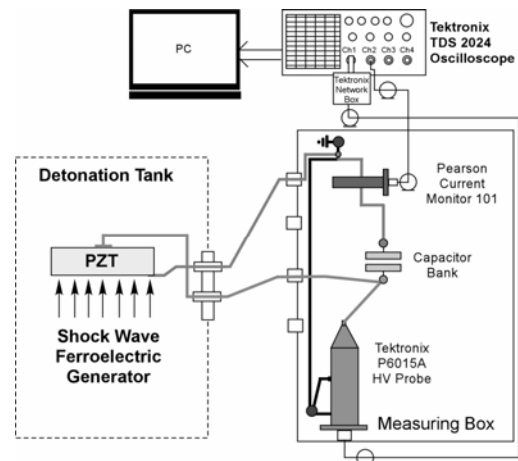 PC
Tektronix
TDS 2024
Oscilloscope
Ch1 Ch2 Ch3 Ch4
Tektronix
Network
Box
Detonation Tank
PZT
Shock Wave
Ferroelectric
Generator
Pearson
Current
Monitor 101
Capacitor
Bank
Tektronix
P6015A
HV Probe
Measuring Box